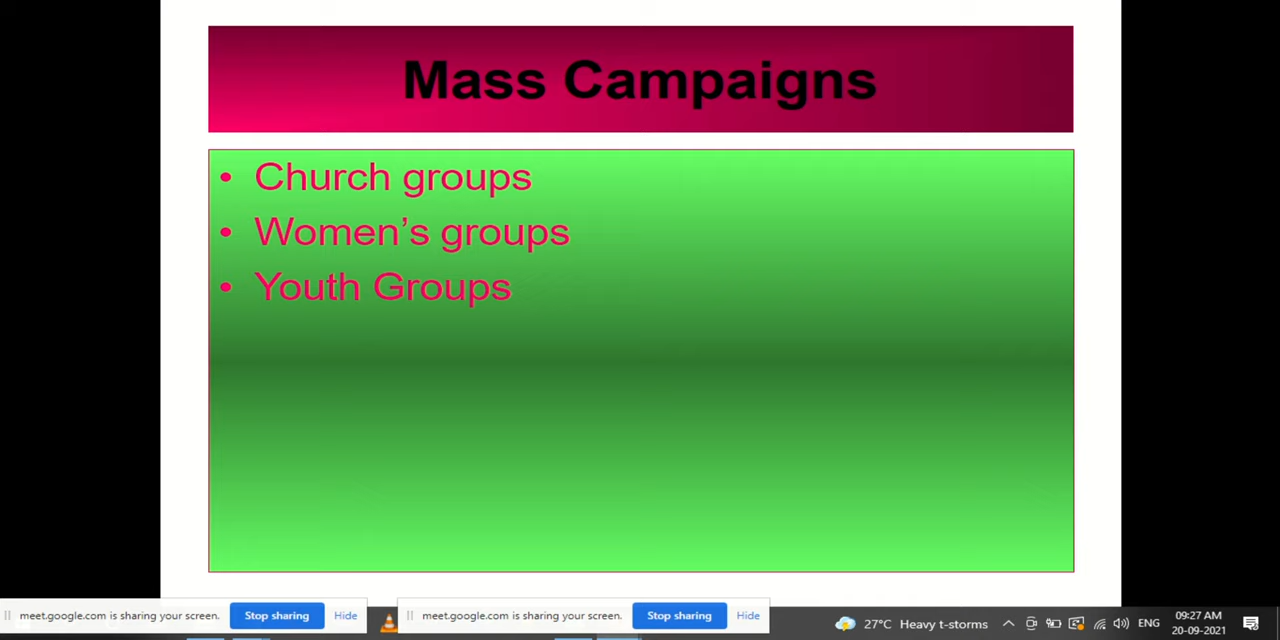 Mass Campaigns
• Church groups
• Women’s groups
• Youth Groups
meet.google.com is sharing your screen. Stop sharing Hide
meet.google.com is sharing your screen. Stop sharing Hide
27°C Heavy t-storms
ENG
09:27 AM
20-09-2021